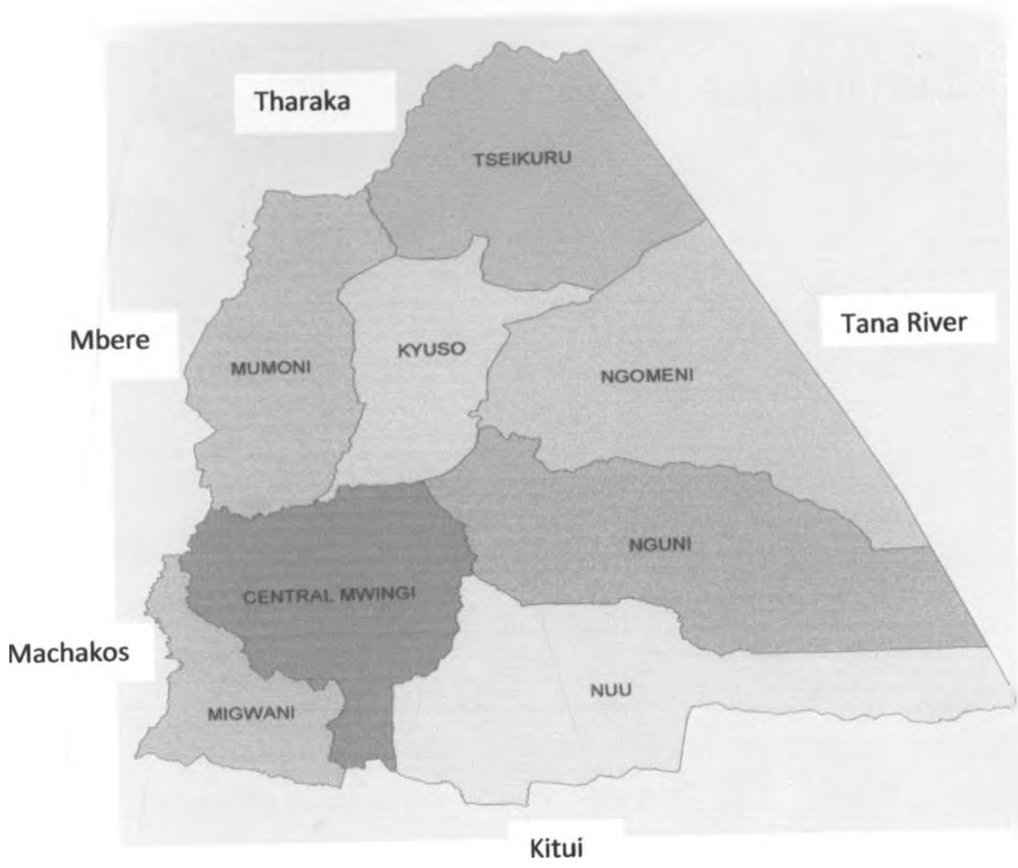 Tharaka
TSEIKURU
Tana River
Mbere
KYUSO
MUMONI
NGOMENI
NGUNI
CENTRAL MWINGI
Machakos
NUU
MIGWANI
Kitui